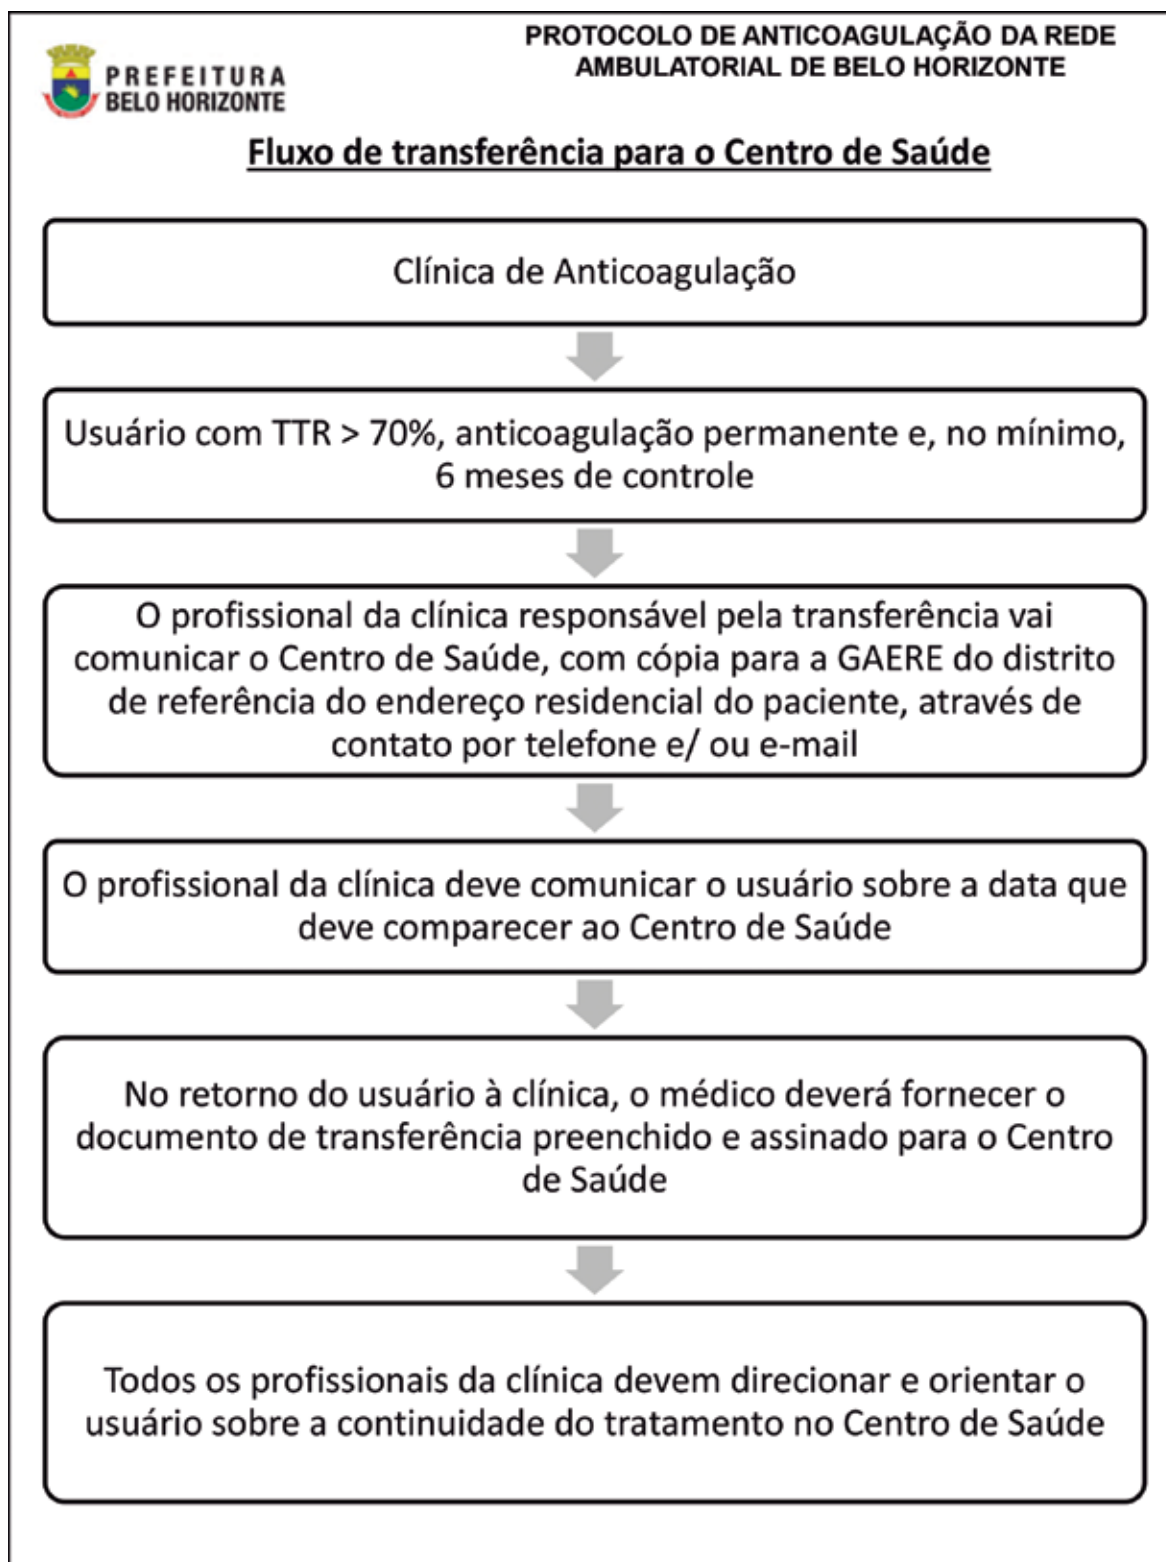 PROTOCOLO DE ANTICOAGULAÇÃO DA REDE
AMBULATORIAL DE BELO HORIZONTE
PREFEITURA
BELO HORIZONTE
Fluxo de transferência para o Centro de Saúde
Clínica de Anticoagulação
Usuário com TTR > 70%, anticoagulação permanente e, no mínimo,
6 meses de controle
O profissional da clínica responsável pela transferência vai
comunicar o Centro de Saúde, com cópia para a GAERE do distrito
de referência do endereço residencial do paciente, através de
contato por telefone e/ ou e-mail
O profissional da clínica deve comunicar o usuário sobre a data que
deve comparecer ao Centro de Saúde
No retorno do usuário à clínica, o médico deverá fornecer o
documento de transferência preenchido e assinado para o Centro
de Saúde
Todos os profissionais da clínica devem direcionar e orientar o
usuário sobre a continuidade do tratamento no Centro de Saúde